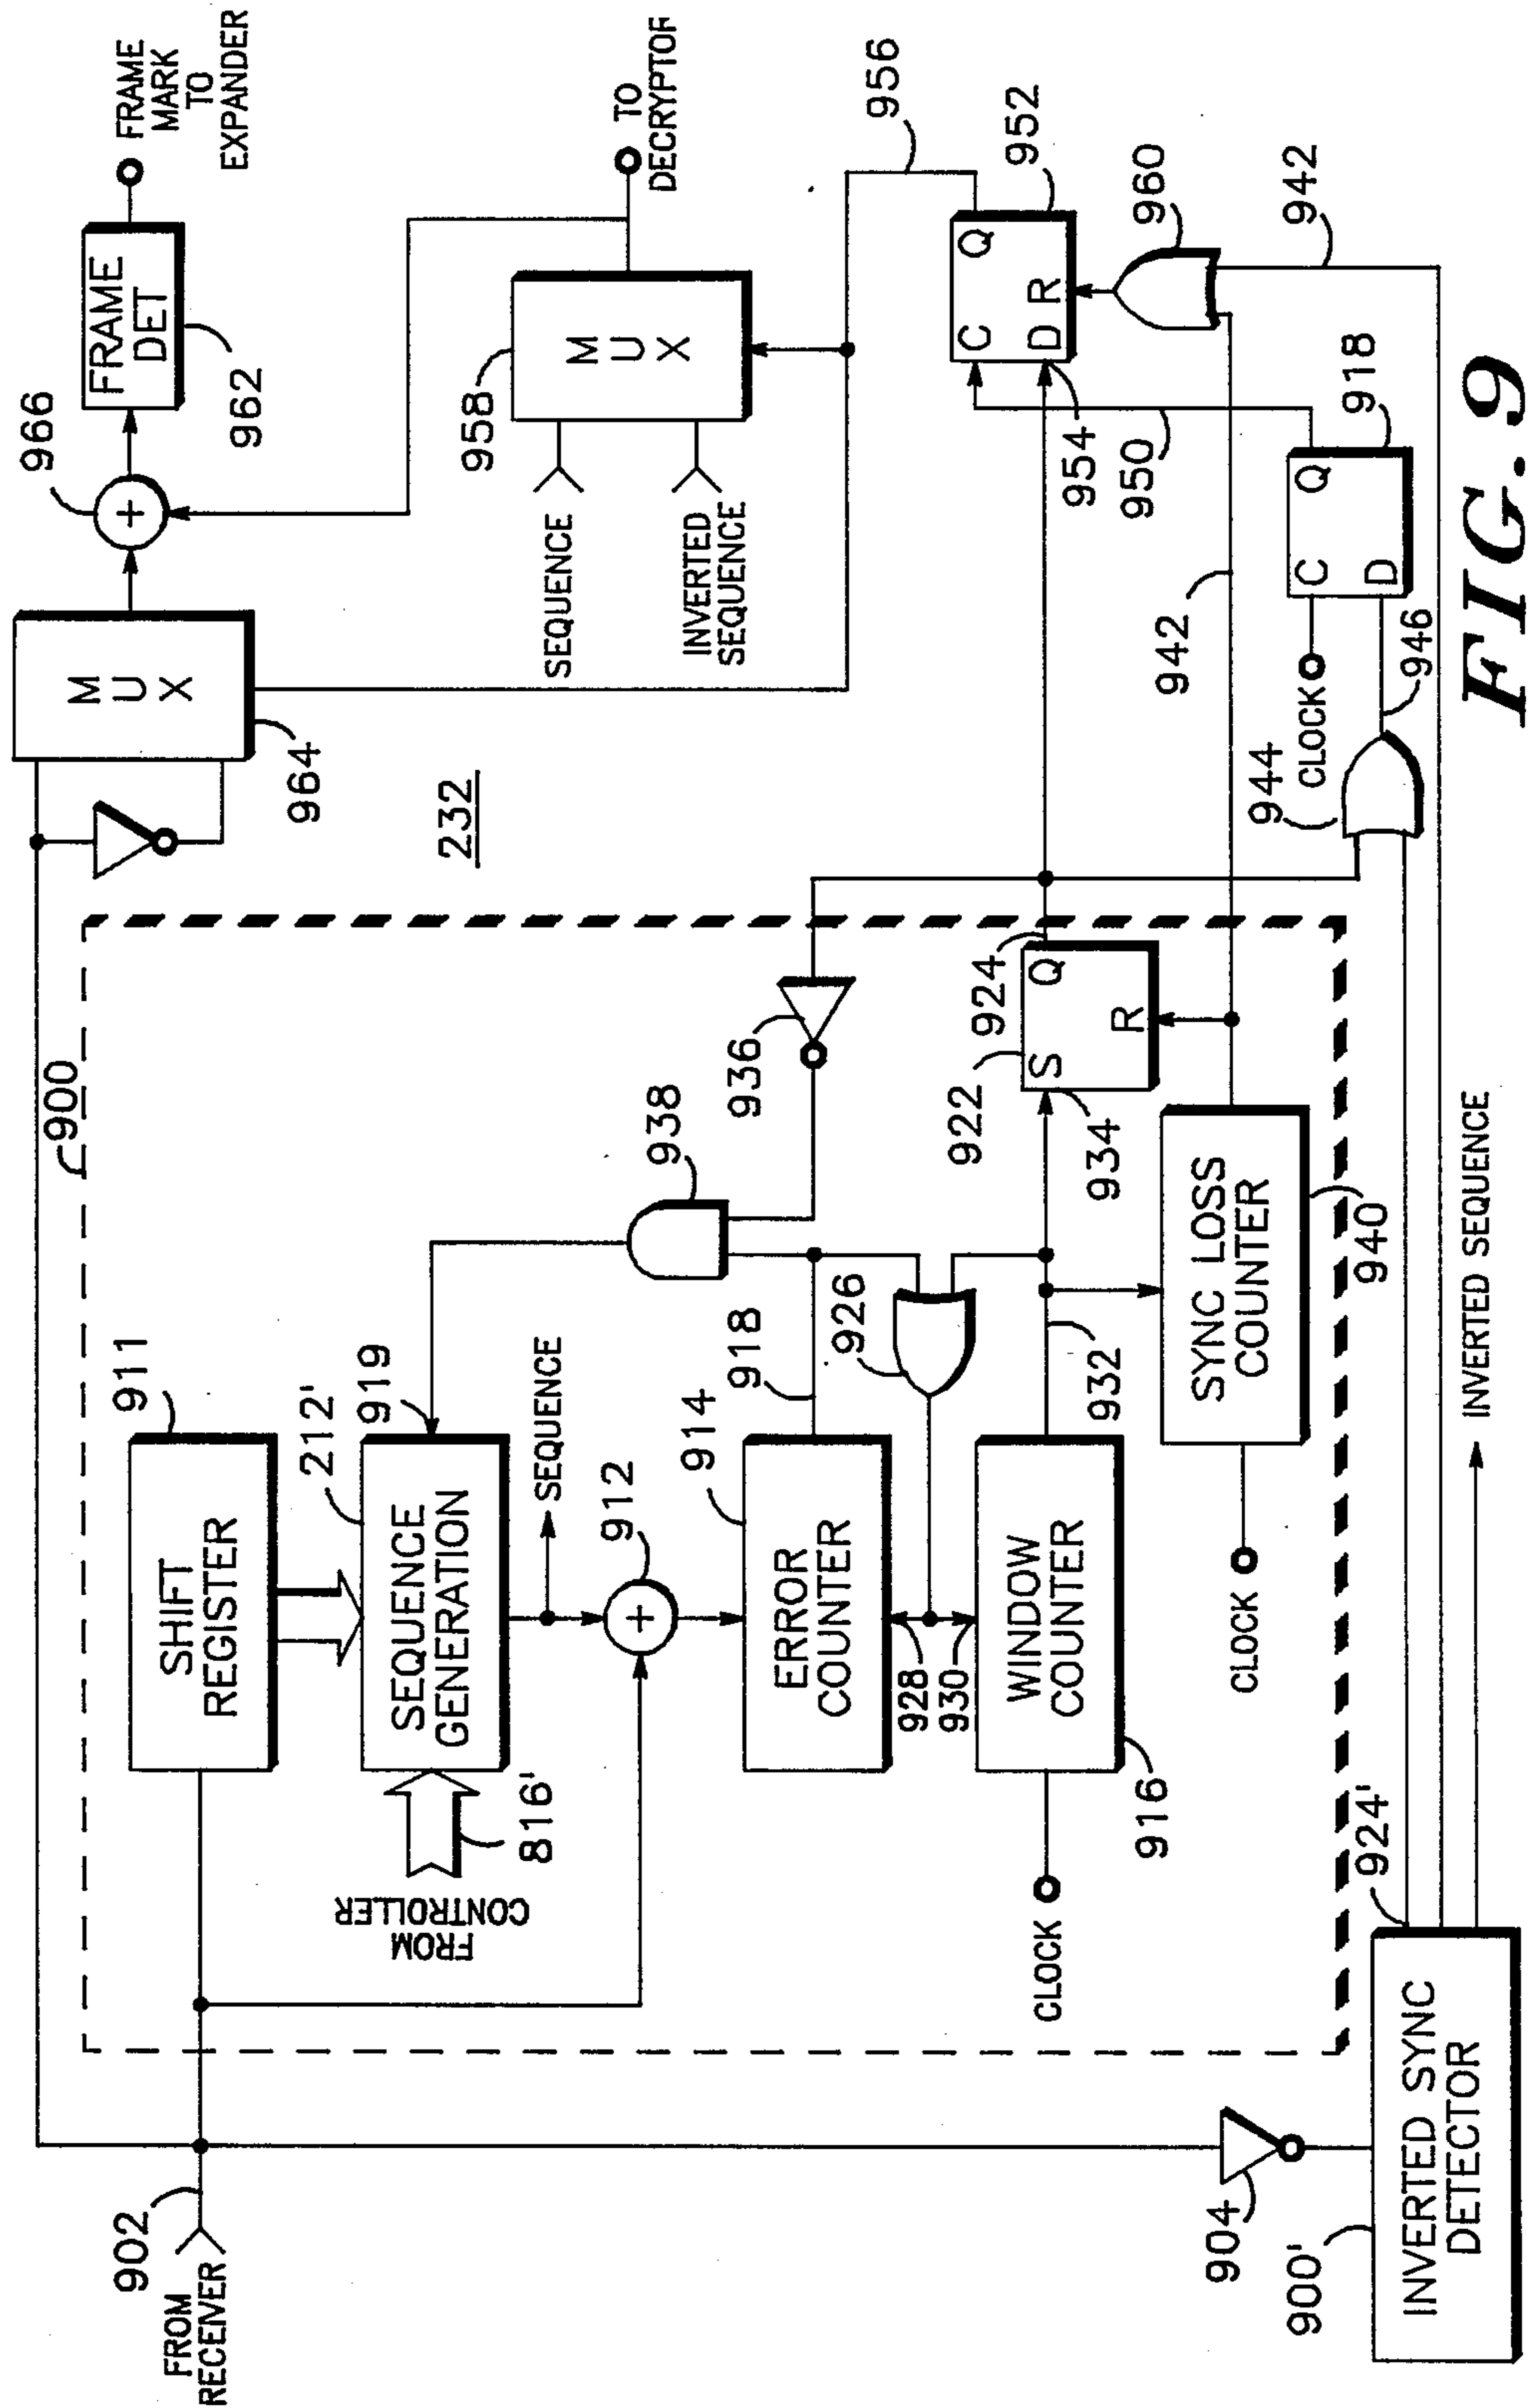 FROM
RECEIVER
902
900
964
M
U
X
966
FRAME
DET
962
FRAME
MARK
TO
EXPANDER
911
SHIFT
REGISTER
212'
919
SEQUENCE
GENERATION
FROM
CONTROLLER
816'
SEQUENCE
912
938
936
232
SEQUENCE
INVERTED
SEQUENCE
958
M
U
X
TO
DECRYPTOR
956
914
ERROR
COUNTER
918
926
928
930
WINDOW
COUNTER
916
CLOCK
932
922
924
S
Q
R
934
SYNC LOSS
COUNTER
940
CLOCK
942
C
Q
D
R
952
954
950
960
942
944
946
CLOCK
C
Q
D
918
904
900'
INVERTED SYNC
DETECTOR
924'
INVERTED SEQUENCE
FIG. 9